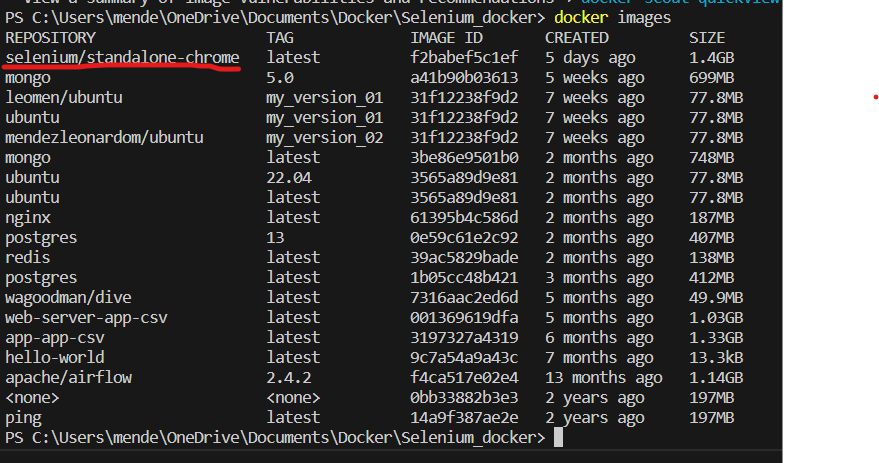 View a summary of image vulnerabilities and recommendations → docker scout quickview
PS C:\Users\mende\OneDrive\Documents\Docker\Selenium_docker> docker images
REPOSITORY TAG IMAGE ID CREATED SIZE
selenium/standalone-chrome latest f2babef5c1ef 5 days ago 1.4GB
mongo 5.0 a41b90b03613 5 weeks ago 699MB
leomen/ubuntu my_version_01 31f12238f9d2 7 weeks ago 77.8MB
ubuntu my_version_01 31f12238f9d2 7 weeks ago 77.8MB
mendezleonardom/ubuntu my_version_02 31f12238f9d2 7 weeks ago 77.8MB
mongo latest 3be86e9501b0 2 months ago 748MB
ubuntu 22.04 3565a89d9e81 2 months ago 77.8MB
ubuntu latest 3565a89d9e81 2 months ago 77.8MB
nginx latest 61395b4c586d 2 months ago 187MB
postgres 13 0e59c61e2c92 2 months ago 407MB
redis latest 39ac5829bade 2 months ago 138MB
postgres latest 1b05cc48b421 3 months ago 412MB
wagoodman/dive latest 7316aac2ed6d 5 months ago 49.9MB
web-server-app-csv latest 001369619dfa 5 months ago 1.03GB
app-app-csv latest 3197327a4319 6 months ago 1.33GB
hello-world latest 9c7a54a9a43c 7 months ago 13.3kB
apache/airflow 2.4.2 f4ca517e02e4 13 months ago 1.14GB
<none> <none> 0bb33882b3e3 2 years ago 197MB
ping latest 14a9f387ae2e 2 years ago 197MB
PS C:\Users\mende\OneDrive\Documents\Docker\Selenium_docker>